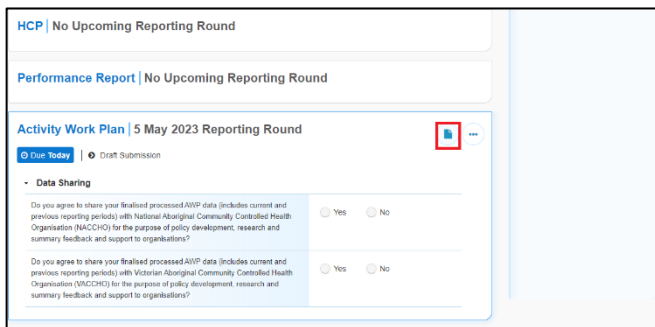 HCP | No Upcoming Reporting Round
Performance Report | No Upcoming Reporting Round
Activity Work Plan | 5 May 2023 Reporting Round
Due Today | Draft Submission
Data Sharing
Do you agree to share your finalised processed AWP data (includes current and
previous reporting periods) with National Aboriginal Community Controlled Health
Organisation (NACCHO) for the purpose of policy development, research and
summary feedback and support to organisations?
Yes No
Do you agree to share your finalised processed AWP data (includes current and
previous reporting periods) with Victorian Aboriginal Community Controlled Health
Organisation (VACCHO) for the purpose of policy development, research and
summary feedback and support to organisations?
Yes No